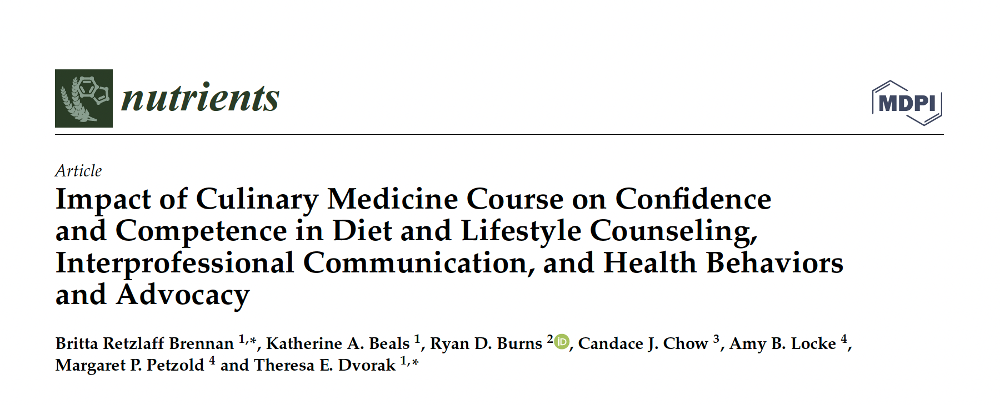 nutrients
MDPI
Article
Impact of Culinary Medicine Course on Confidence
and Competence in Diet and Lifestyle Counseling,
Interprofessional Communication, and Health Behaviors
and Advocacy
Britta Retzlaff Brennan 1,*, Katherine A. Beals 1, Ryan D. Burns 2 iD, Candace J. Chow 3, Amy B. Locke 4,
Margaret P. Petzold 4 and Theresa E. Dvorak 1,*